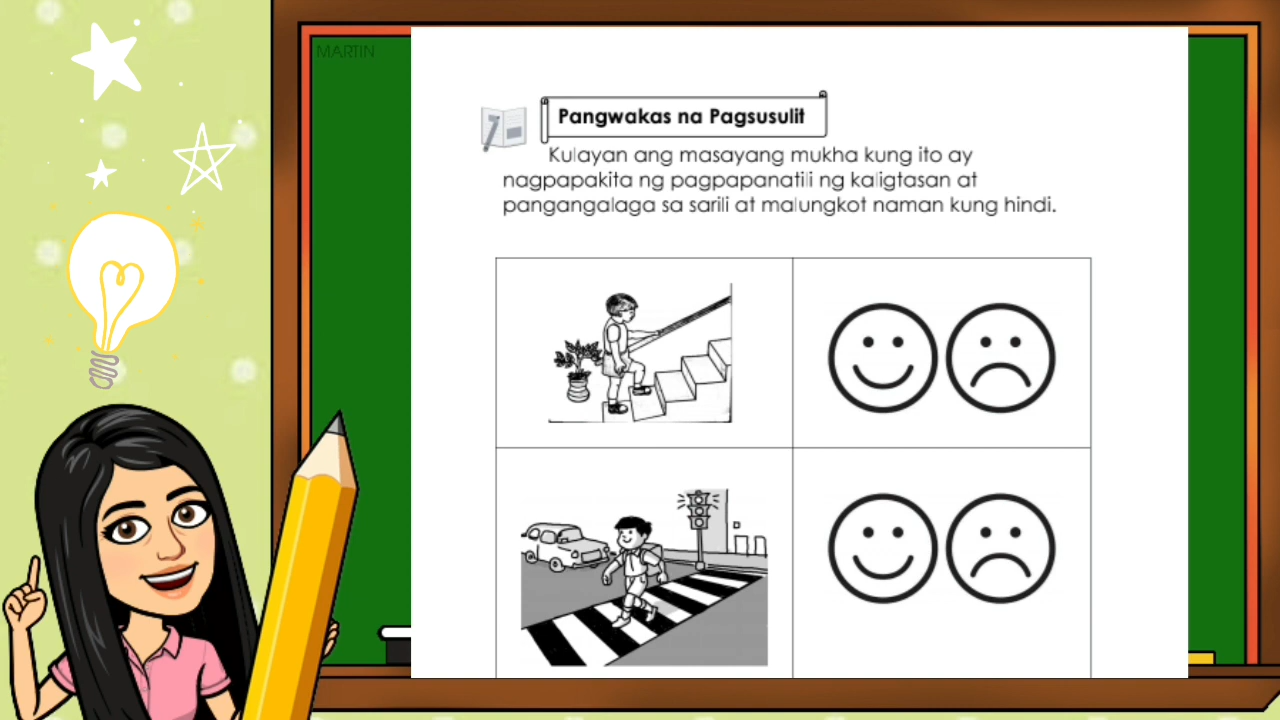 MARTIN
Pangwakas na Pagsusulit
Kulayan ang masayang mukha kung ito ay
nagpapakita ng pagpapanatili ng kaligtasan at
pangangalaga sa sarili at malungkot naman kung hindi.